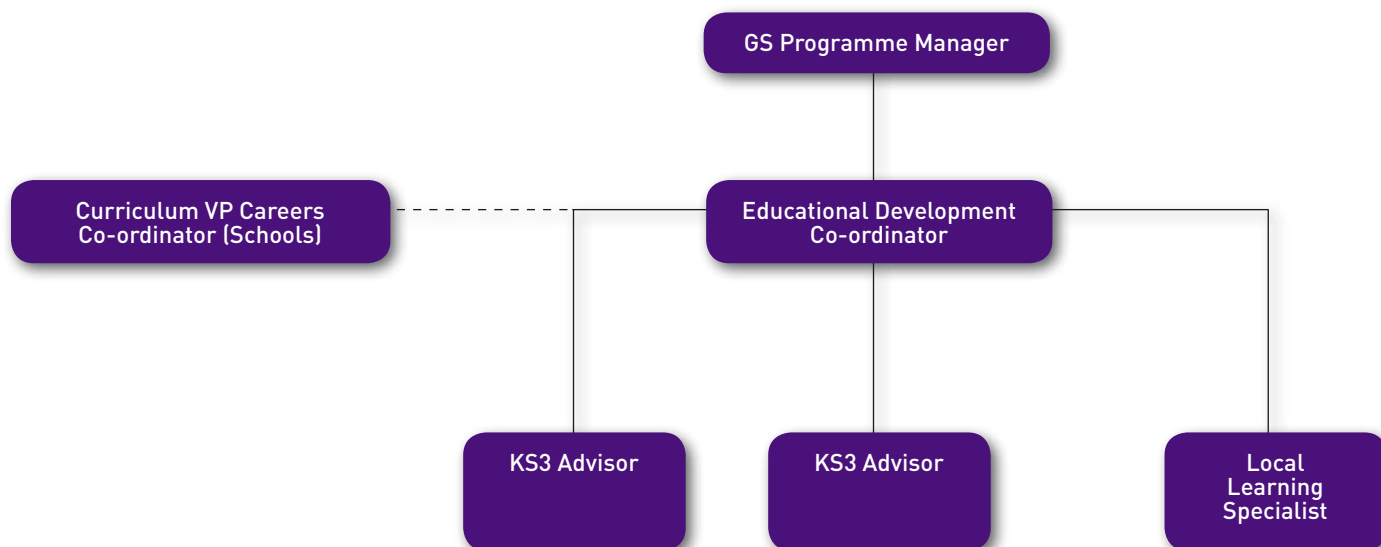 GS Programme Manager
Curriculum VP Careers
Co-ordinator (Schools)
Educational Development
Co-ordinator
KS3 Advisor
KS3 Advisor
Local
Learning
Specialist